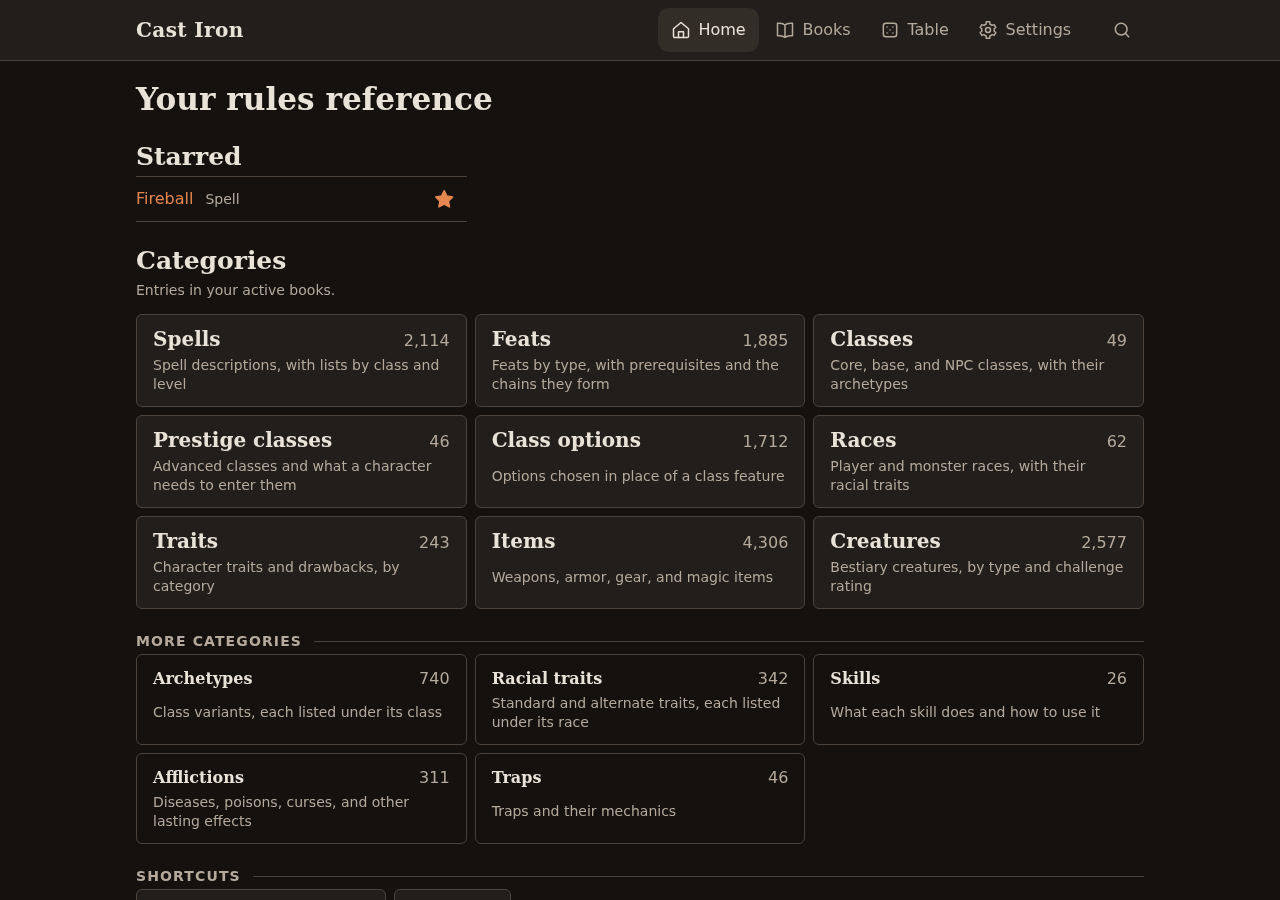 Cast Iron
Home Books Table Settings
Your rules reference
Starred
Fireball Spell
Categories
Entries in your active books.
Spells 2,114
Spell descriptions, with lists by class and
level
Feats 1,885
Feats by type, with prerequisites and the
chains they form
Classes 49
Core, base, and NPC classes, with their
archetypes
Prestige classes 46
Advanced classes and what a character
needs to enter them
Class options 1,712
Options chosen in place of a class feature
Races 62
Player and monster races, with their
racial traits
Traits 243
Character traits and drawbacks, by
category
Items 4,306
Weapons, armor, gear, and magic items
Creatures 2,577
Bestiary creatures, by type and challenge
rating
MORE CATEGORIES
Archetypes 740
Class variants, each listed under its class
Racial traits 342
Standard and alternate traits, each listed
under its race
Skills 26
What each skill does and how to use it
Afflictions 311
Diseases, poisons, curses, and other
lasting effects
Traps 46
Traps and their mechanics
SHORTCUTS